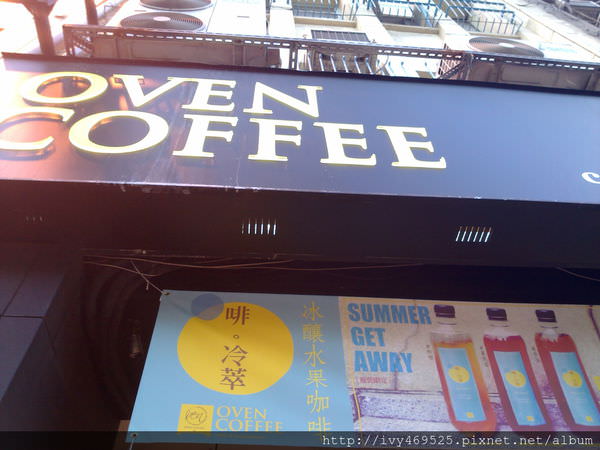 OVEN
COFFEE
啡。冷萃
冰釀水果咖啡
OVEN
COFFEE
SUMMER
GET
AWAY
http://ivy469525.pixnet.net/album